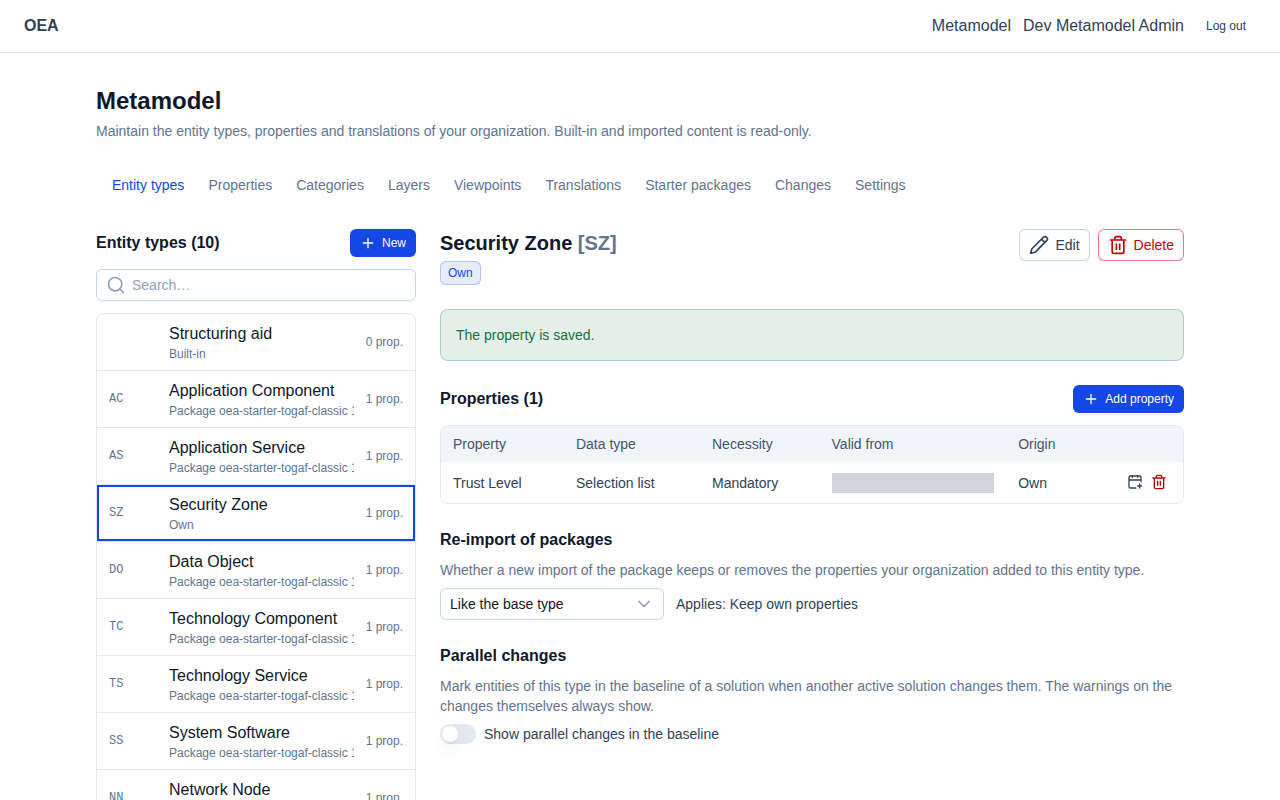 OEA
Metamodel Dev Metamodel Admin Log out
Metamodel
Maintain the entity types, properties and translations of your organization. Built-in and imported content is read-only.
Entity types Properties Categories Layers Viewpoints Translations Starter packages Changes Settings
Entity types (10)
New
Search…
Structuring aid
Built-in
0 prop.
AC
Application Component
Package oea-starter-togaf-classic
1 prop.
AS
Application Service
Package oea-starter-togaf-classic
1 prop.
SZ
Security Zone
Own
1 prop.
DO
Data Object
Package oea-starter-togaf-classic
1 prop.
TC
Technology Component
Package oea-starter-togaf-classic
1 prop.
TS
Technology Service
Package oea-starter-togaf-classic
1 prop.
SS
System Software
Package oea-starter-togaf-classic
1 prop.
NN
Network Node
1 prop.
Security Zone [SZ]
Own
Edit
Delete
The property is saved.
Properties (1)
Add property
Property Data type Necessity Valid from Origin
Trust Level Selection list Mandatory Own
Re-import of packages
Whether a new import of the package keeps or removes the properties your organization added to this entity type.
Like the base type
Applies: Keep own properties
Parallel changes
Mark entities of this type in the baseline of a solution when another active solution changes them. The warnings on the
changes themselves always show.
Show parallel changes in the baseline